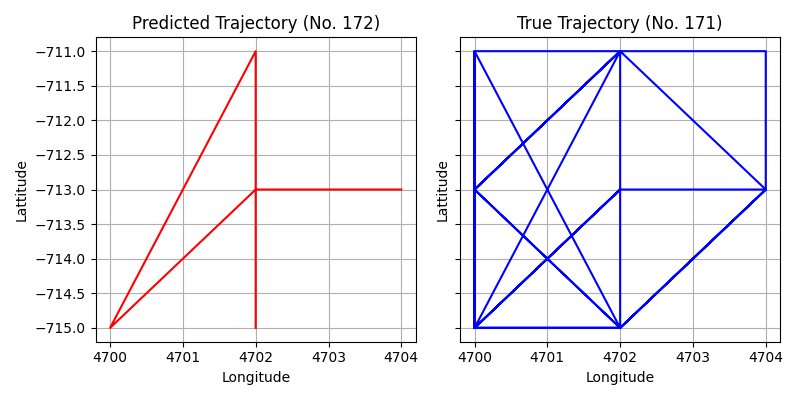 Predicted Trajectory (No. 172)
True Trajectory (No. 171)
−711.0
−711.5
−712.0
−712.5
−713.0
−713.5
−714.0
−714.5
−715.0
Lattitude
Lattitude
4700 4701 4702 4703 4704
4700 4701 4702 4703 4704
Longitude
Longitude